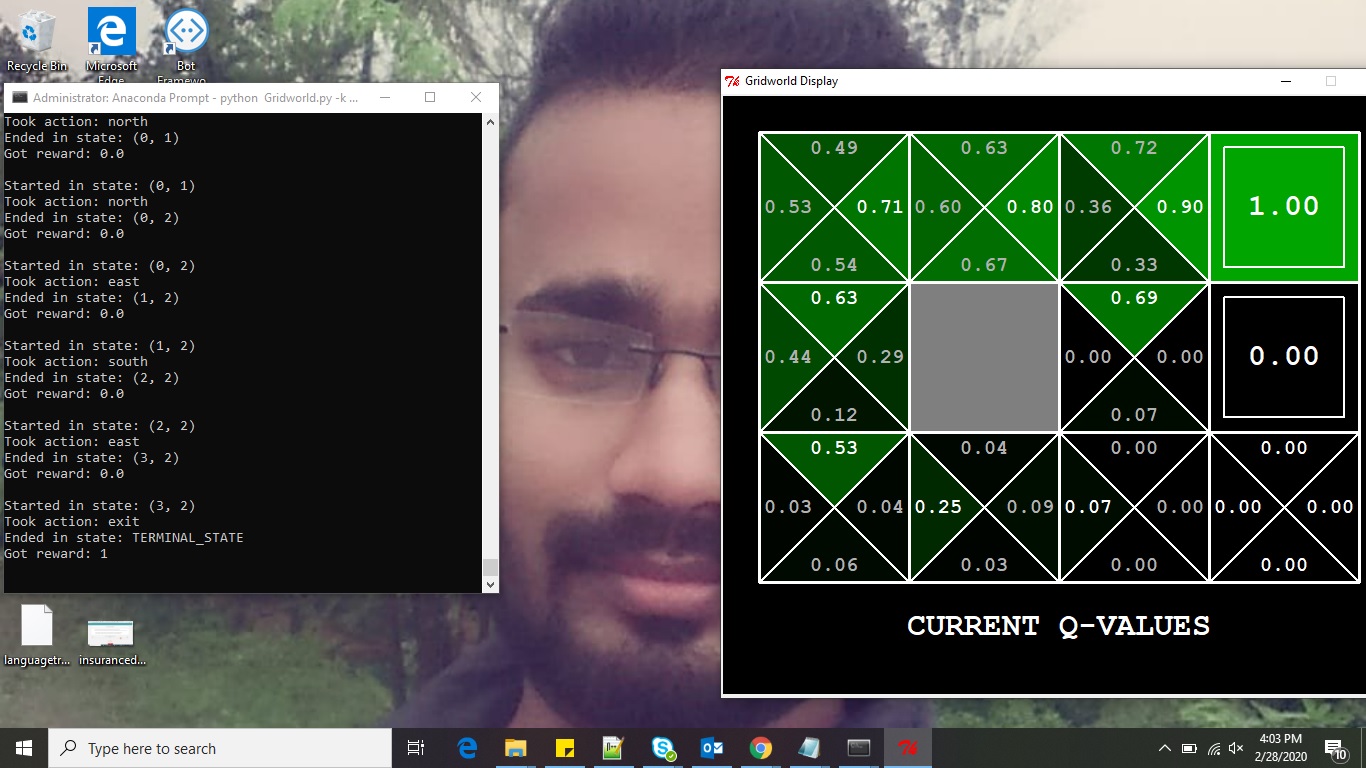 Recycle Bin
Microsoft
Edge
Bot
Framewo...
Administrator: Anaconda Prompt - python  Gridworld.py -k ...
Took action: north
Ended in state: (0, 1)
Got reward: 0.0
Started in state: (0, 1)
Took action: north
Ended in state: (0, 2)
Got reward: 0.0
Started in state: (0, 2)
Took action: east
Ended in state: (1, 2)
Got reward: 0.0
Started in state: (1, 2)
Took action: south
Ended in state: (2, 2)
Got reward: 0.0
Started in state: (2, 2)
Took action: east
Ended in state: (3, 2)
Got reward: 0.0
Started in state: (3, 2)
Took action: exit
Ended in state: TERMINAL_STATE
Got reward: 1
languagetr...
insuranced...
Gridworld Display
0.49 0.63 0.72
0.53 0.71 0.60 0.80 0.36 0.90 1.00
0.54 0.67 0.33
0.63 0.69
0.44 0.29 0.00 0.00 0.00
0.12 0.07
0.53 0.04 0.00 0.00
0.03 0.04 0.25 0.09 0.07 0.00 0.00 0.00
0.06 0.03 0.00 0.00
CURRENT Q-VALUES
Type here to search
4:03 PM
2/28/2020
10